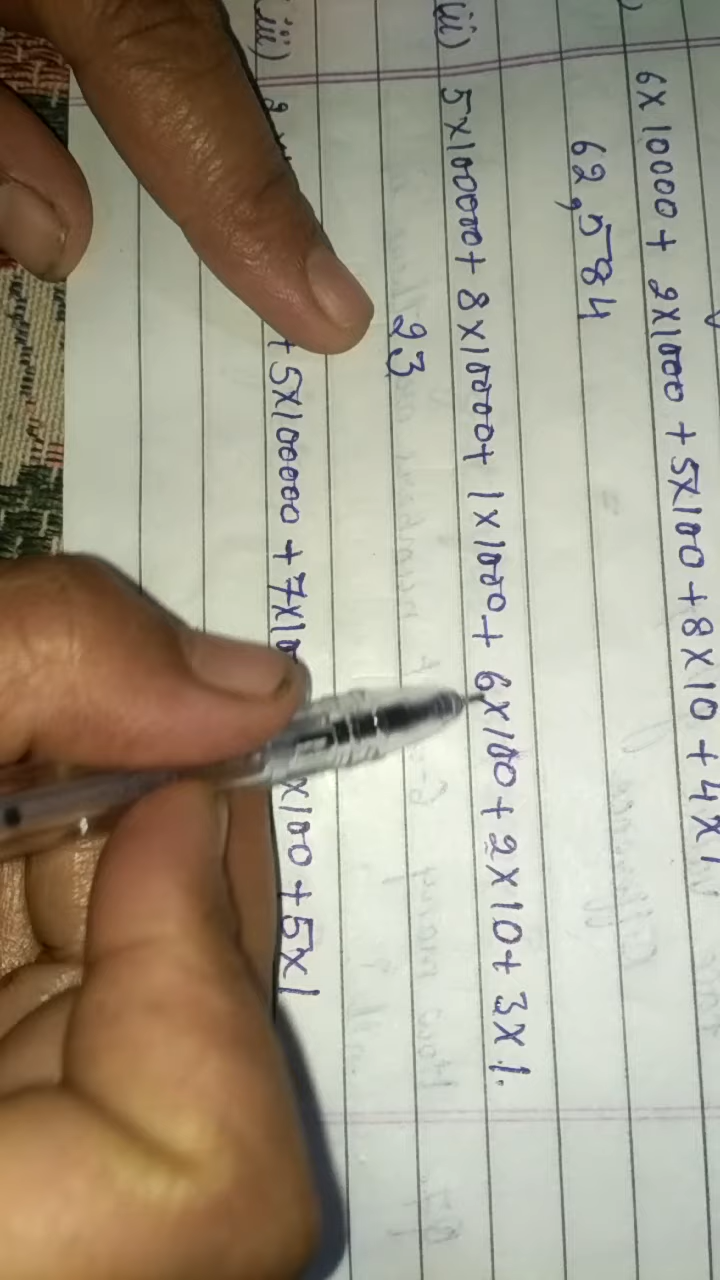 ) 6×10000 + 2×1000 + 5×100 + 8×10 + 4×1
62,584
(ii) 5×100000 + 8×10000 + 1×1000 + 6×100 + 2×10 + 3×1.
23
iii) + 5×100000 + 7×10 ×100 + 5×1